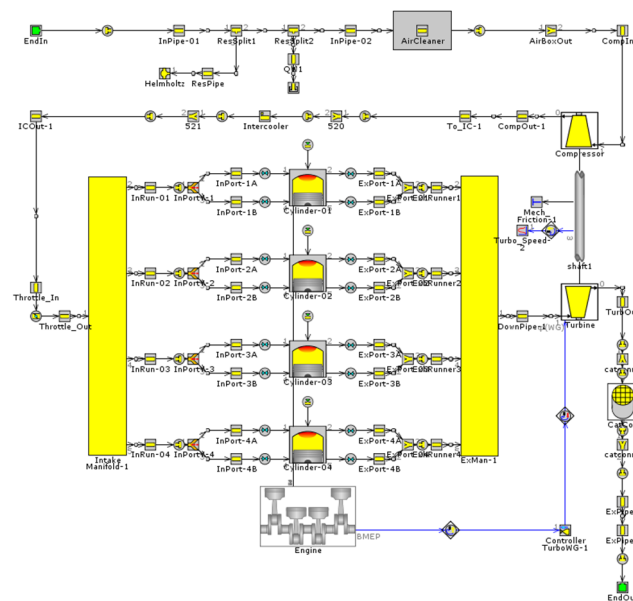 EndIn
InPipe-01
ResSplit1
ResSplit2
InPipe-02
AirCleaner
AirBoxOut
CompIn
Helmholtz
ResPipe
ICOut-1
521
Intercooler
520
To_IC-1
CompOut-1
Compressor
InPort-1A
ExPort-1A
InRun-01
Cylinder-01
InPort-1B
ExPort-1B
Mech_
Friction-1
Turbo_Speed-
2
shaft1
InPort-2A
ExPort-2A
InRun-02
Cylinder-02
InPort-2B
ExPort-2B
Throttle_In
Throttle_Out
DownPipe-1
Turbine
InPort-3A
ExPort-3A
InRun-03
Cylinder-03
InPort-3B
ExPort-3B
InPort-4A
ExPort-4A
InRun-04
Cylinder-04
InPort-4B
ExPort-4B
Intake
Manifold-1
ExMan-1
Engine
BMEP
Controller
TurboWG-1